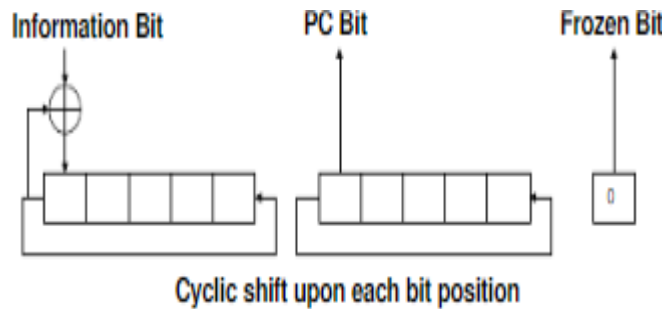 Information Bit PC Bit Frozen Bit
0
Cyclic shift upon each bit position